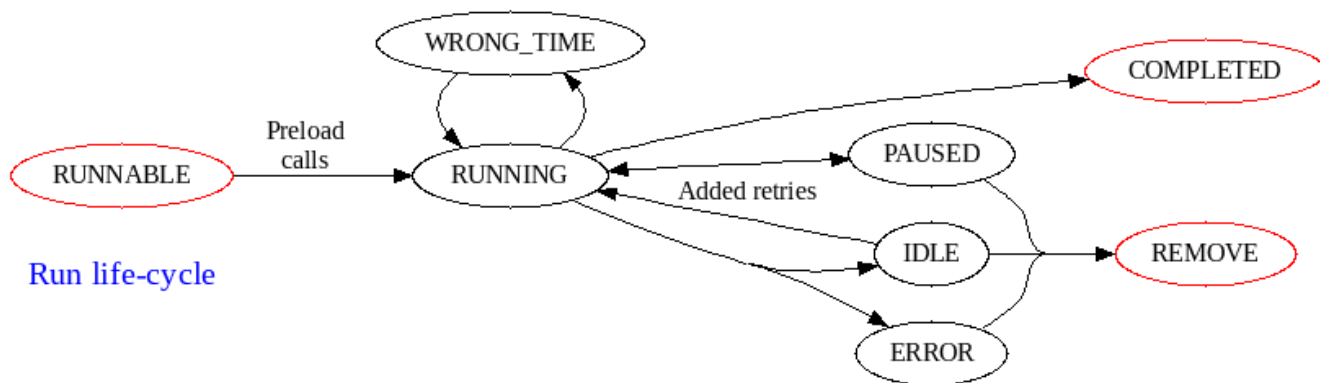 WRONG_TIME
COMPLETED
Preload
calls
PAUSED
RUNNABLE
RUNNING
Added retries
IDLE
REMOVE
Run life-cycle
ERROR